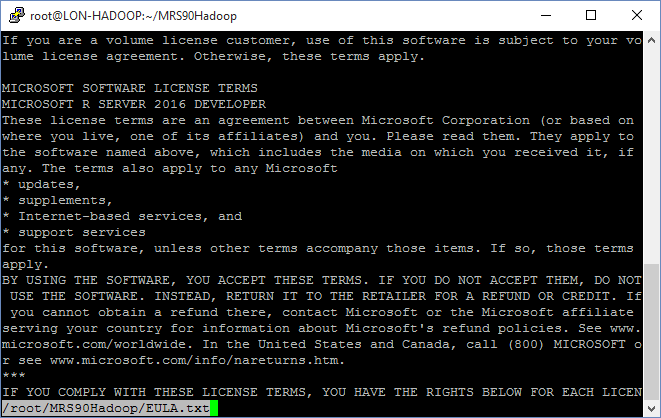 root@LON-HADOOP:~/MRS90Hadoop
If you are a volume license customer, use of this software is subject to your vo
lume license agreement. Otherwise, these terms apply.
MICROSOFT SOFTWARE LICENSE TERMS
MICROSOFT R SERVER 2016 DEVELOPER
These license terms are an agreement between Microsoft Corporation (or based on
where you live, one of its affiliates) and you. Please read them. They apply to
the software named above, which includes the media on which you received it, if
any. The terms also apply to any Microsoft
* updates,
* supplements,
* Internet-based services, and
* support services
for this software, unless other terms accompany those items. If so, those terms
apply.
BY USING THE SOFTWARE, YOU ACCEPT THESE TERMS. IF YOU DO NOT ACCEPT THEM, DO NOT
USE THE SOFTWARE. INSTEAD, RETURN IT TO THE RETAILER FOR A REFUND OR CREDIT. If
you cannot obtain a refund there, contact Microsoft or the Microsoft affiliate
serving your country for information about Microsoft's refund policies. See www.
microsoft.com/worldwide. In the United States and Canada, call (800) MICROSOFT o
r see www.microsoft.com/info/nareturns.htm.
***
IF YOU COMPLY WITH THESE LICENSE TERMS, YOU HAVE THE RIGHTS BELOW FOR EACH LICEN
/root/MRS90Hadoop/EULA.txt